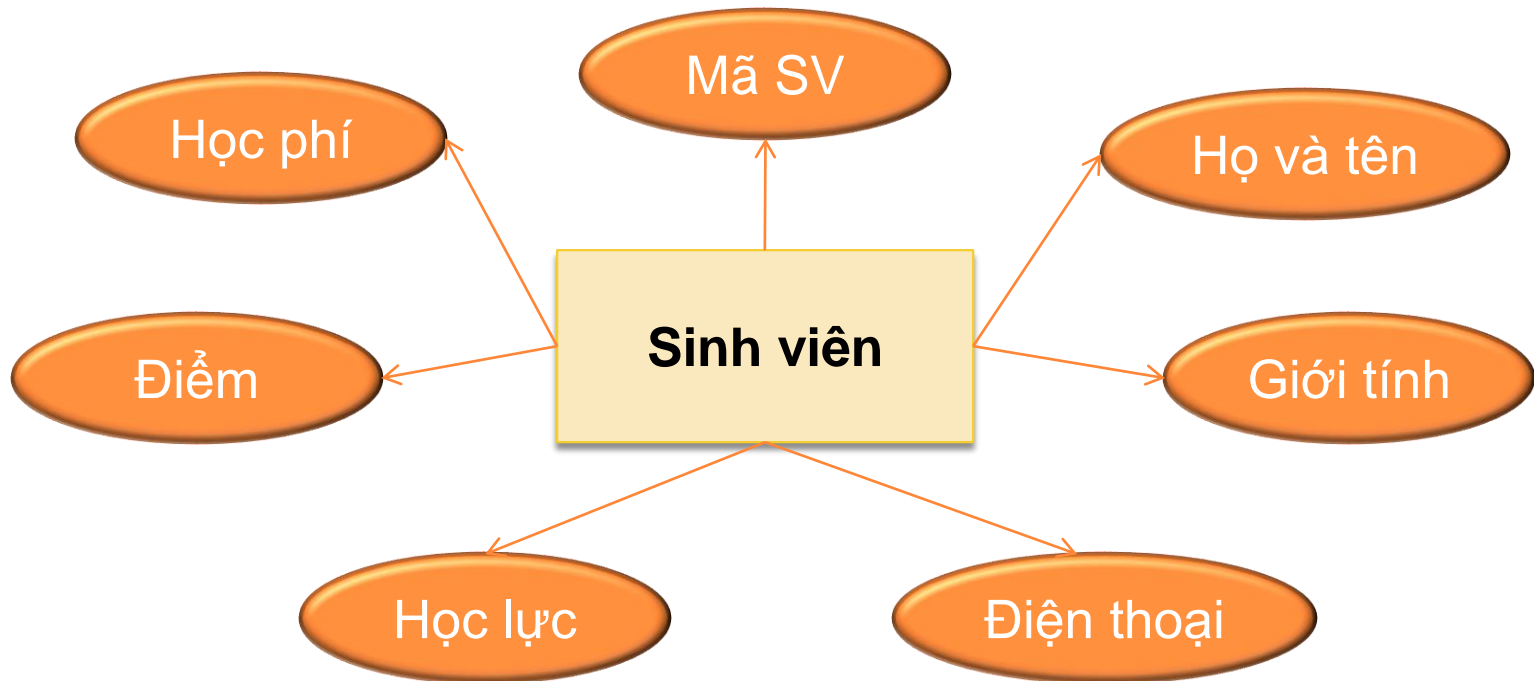 Mã SV
Học phí
Họ và tên
Sinh viên
Điểm
Giới tính
Học lực
Điện thoại